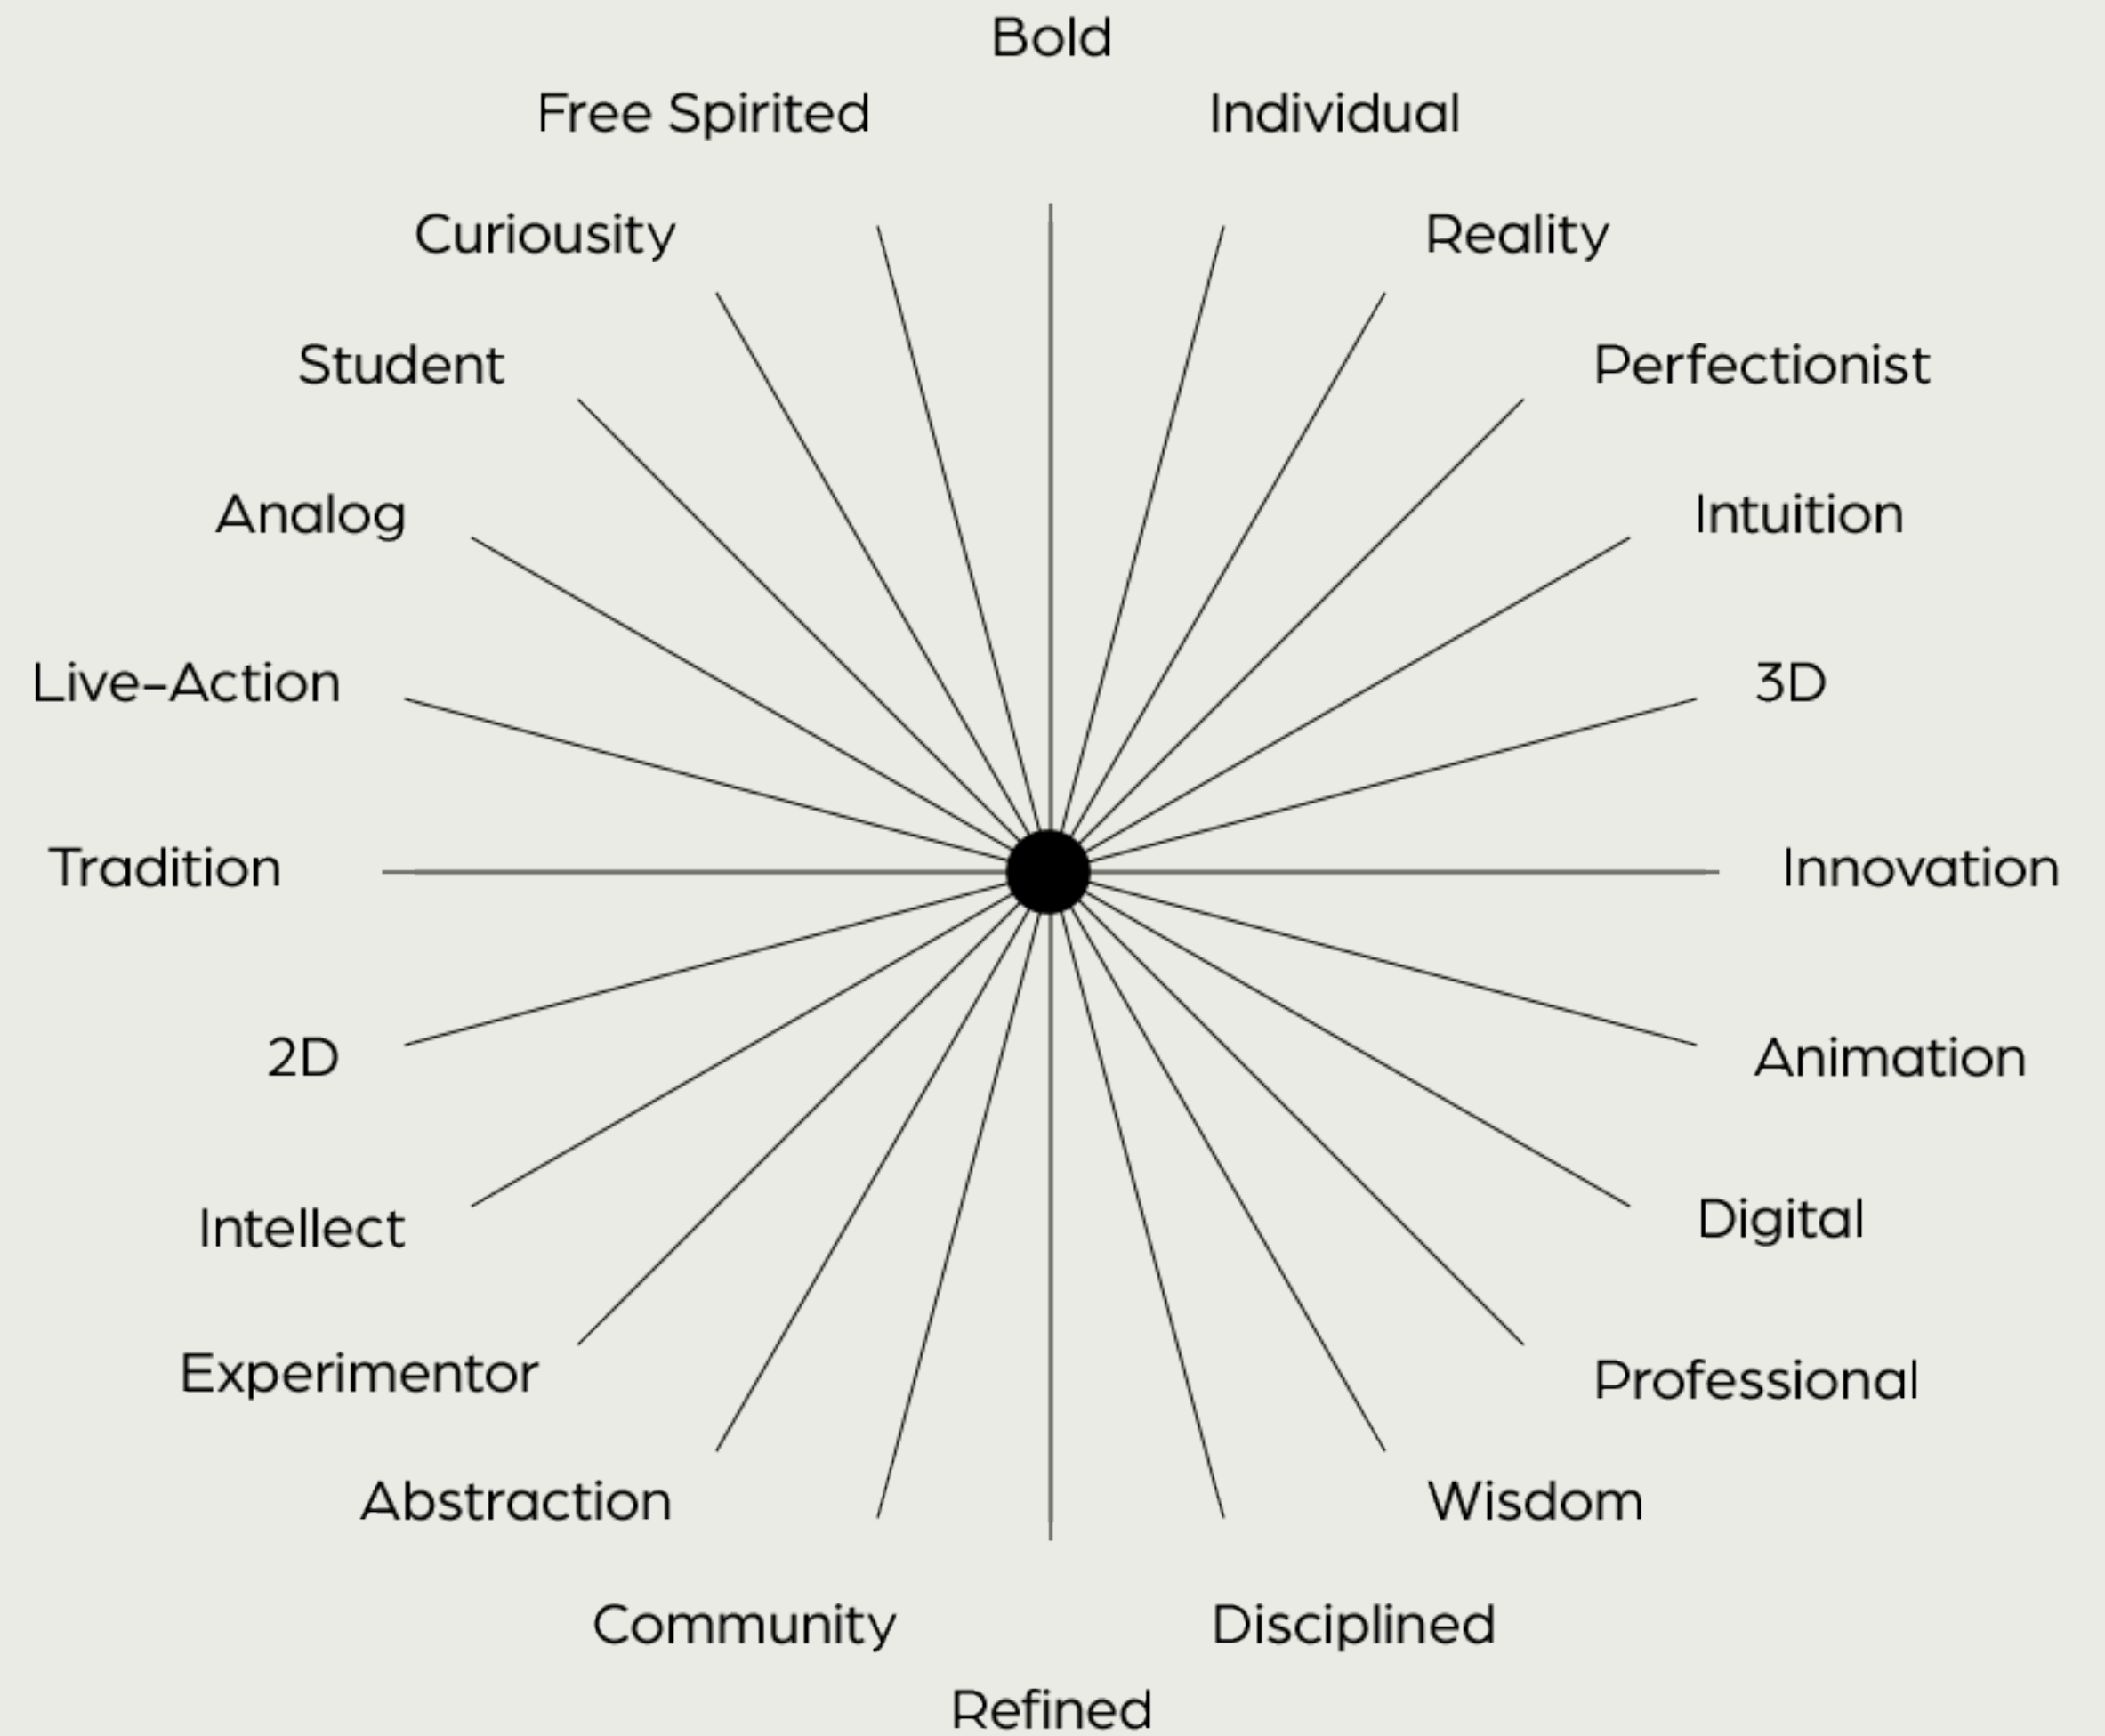 Bold
Free Spirited
Individual
Curiousity
Reality
Student
Perfectionist
Analog
Intuition
Live-Action
3D
Tradition
Innovation
2D
Animation
Intellect
Digital
Experimentor
Professional
Abstraction
Wisdom
Community
Disciplined
Refined